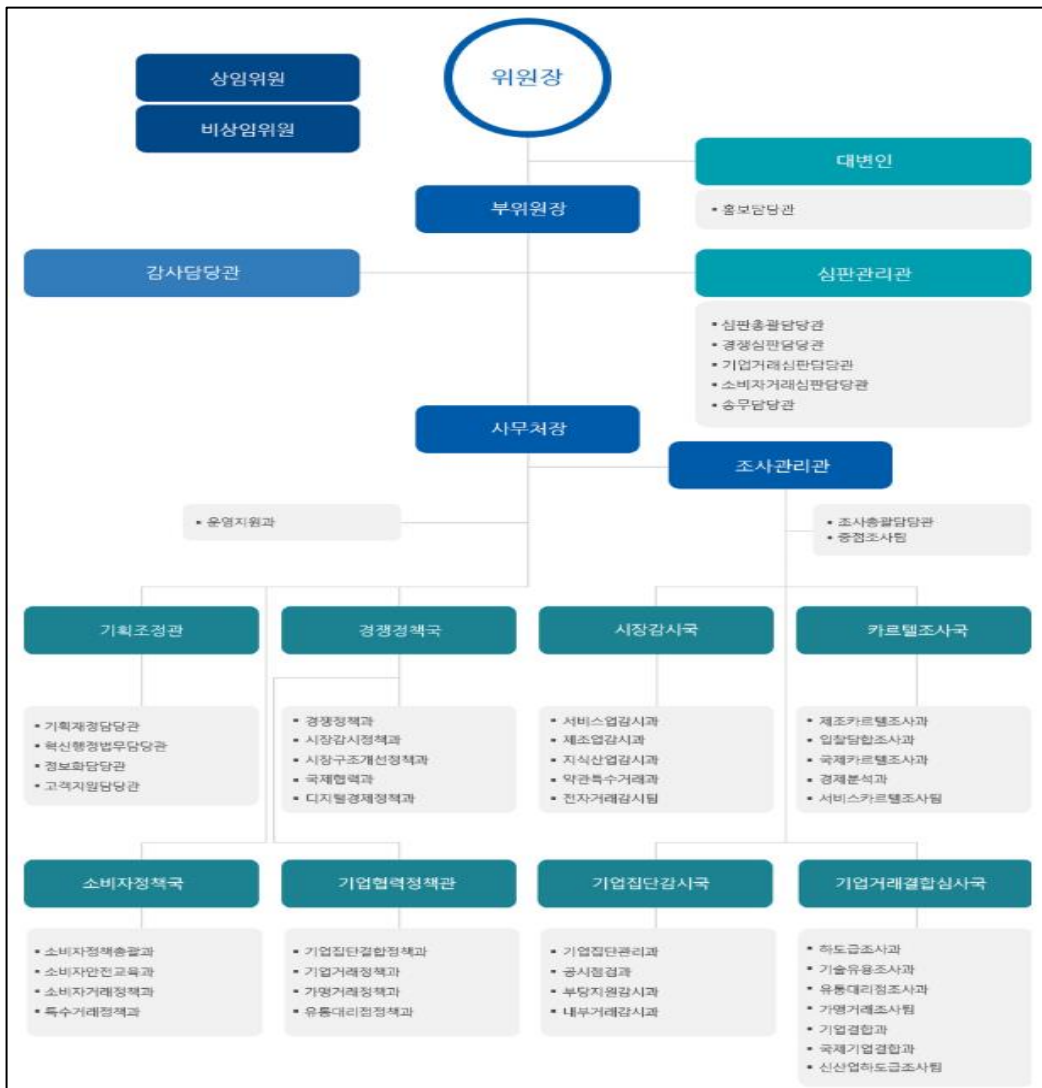 위원장
상임위원
비상임위원
대변인
• 홍보담당관
부위원장
감사담당관
심판관리관
• 심판총괄담당관
• 경쟁심판담당관
• 기업거래심판담당관
• 소비자거래심판담당관
• 송무담당관
사무처장
조사관리관
• 운영지원과
• 조사총괄담당관
• 중점조사팀
기획조정관
• 기획재정담당관
• 혁신행정법무담당관
• 정보화담당관
• 고객지원담당관
경쟁정책국
• 경쟁정책과
• 시장감시정책과
• 시장구조개선정책과
• 국제협력과
• 디지털경제정책과
시장감시국
• 서비스업감시과
• 제조업감시과
• 지식산업감시과
• 약관특수거래과
• 전자거래감시팀
카르텔조사국
• 제조카르텔조사과
• 입찰담합조사과
• 국제카르텔조사과
• 경제분석과
• 서비스카르텔조사팀
소비자정책국
• 소비자정책총괄과
• 소비자안전교육과
• 소비자거래정책과
• 특수거래정책과
기업협력정책관
• 기업집단결합정책과
• 기업거래정책과
• 가맹거래정책과
• 유통대리점정책과
기업집단감시국
• 기업집단관리과
• 공시점검과
• 부당지원감시과
• 내부거래감시과
기업거래결합심사국
• 하도급조사과
• 기술유용조사과
• 유통대리점조사과
• 가맹거래조사팀
• 기업결합과
• 국제기업결합과
• 신산업하도급조사팀